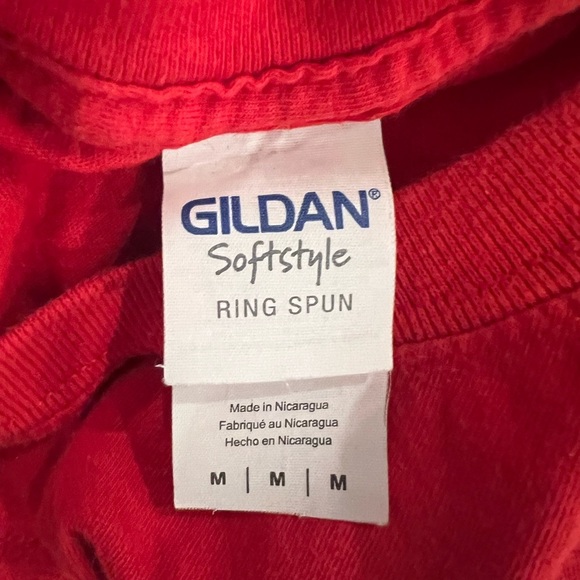 GILDAN®
Softstyle
RING SPUN
Made in Nicaragua
Fabriqué au Nicaragua
Hecho en Nicaragua
M | M | M